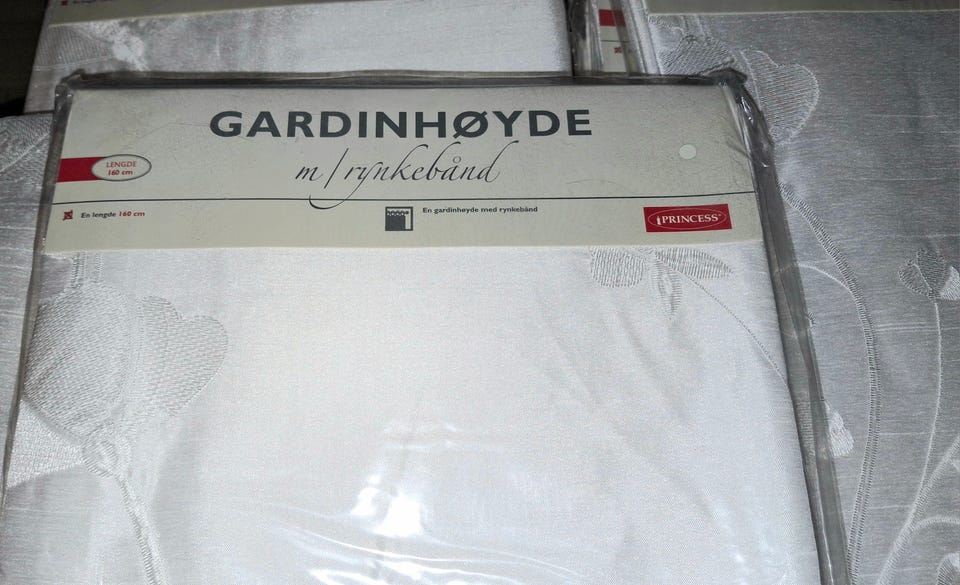 GARDINHØYDE
m/rynkebånd
LENGDE
160 cm
En lengde 160 cm
En gardinhøyde med rynkebånd
PRINCESS